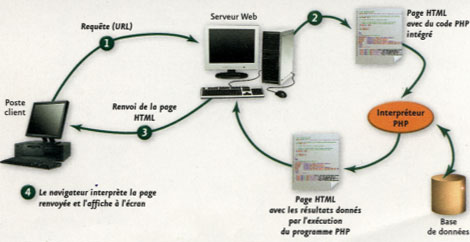 Serveur Web
Requête (URL)
1
2
Page HTML
avec du code PHP
intégré
Poste
client
Renvoi de la page
HTML
3
Interpréteur
PHP
4 Le navigateur interprète la page
renvoyée et l'affiche à l'écran
Page HTML
avec les résultats donnés
par l'exécution
du programme PHP
Base
de données